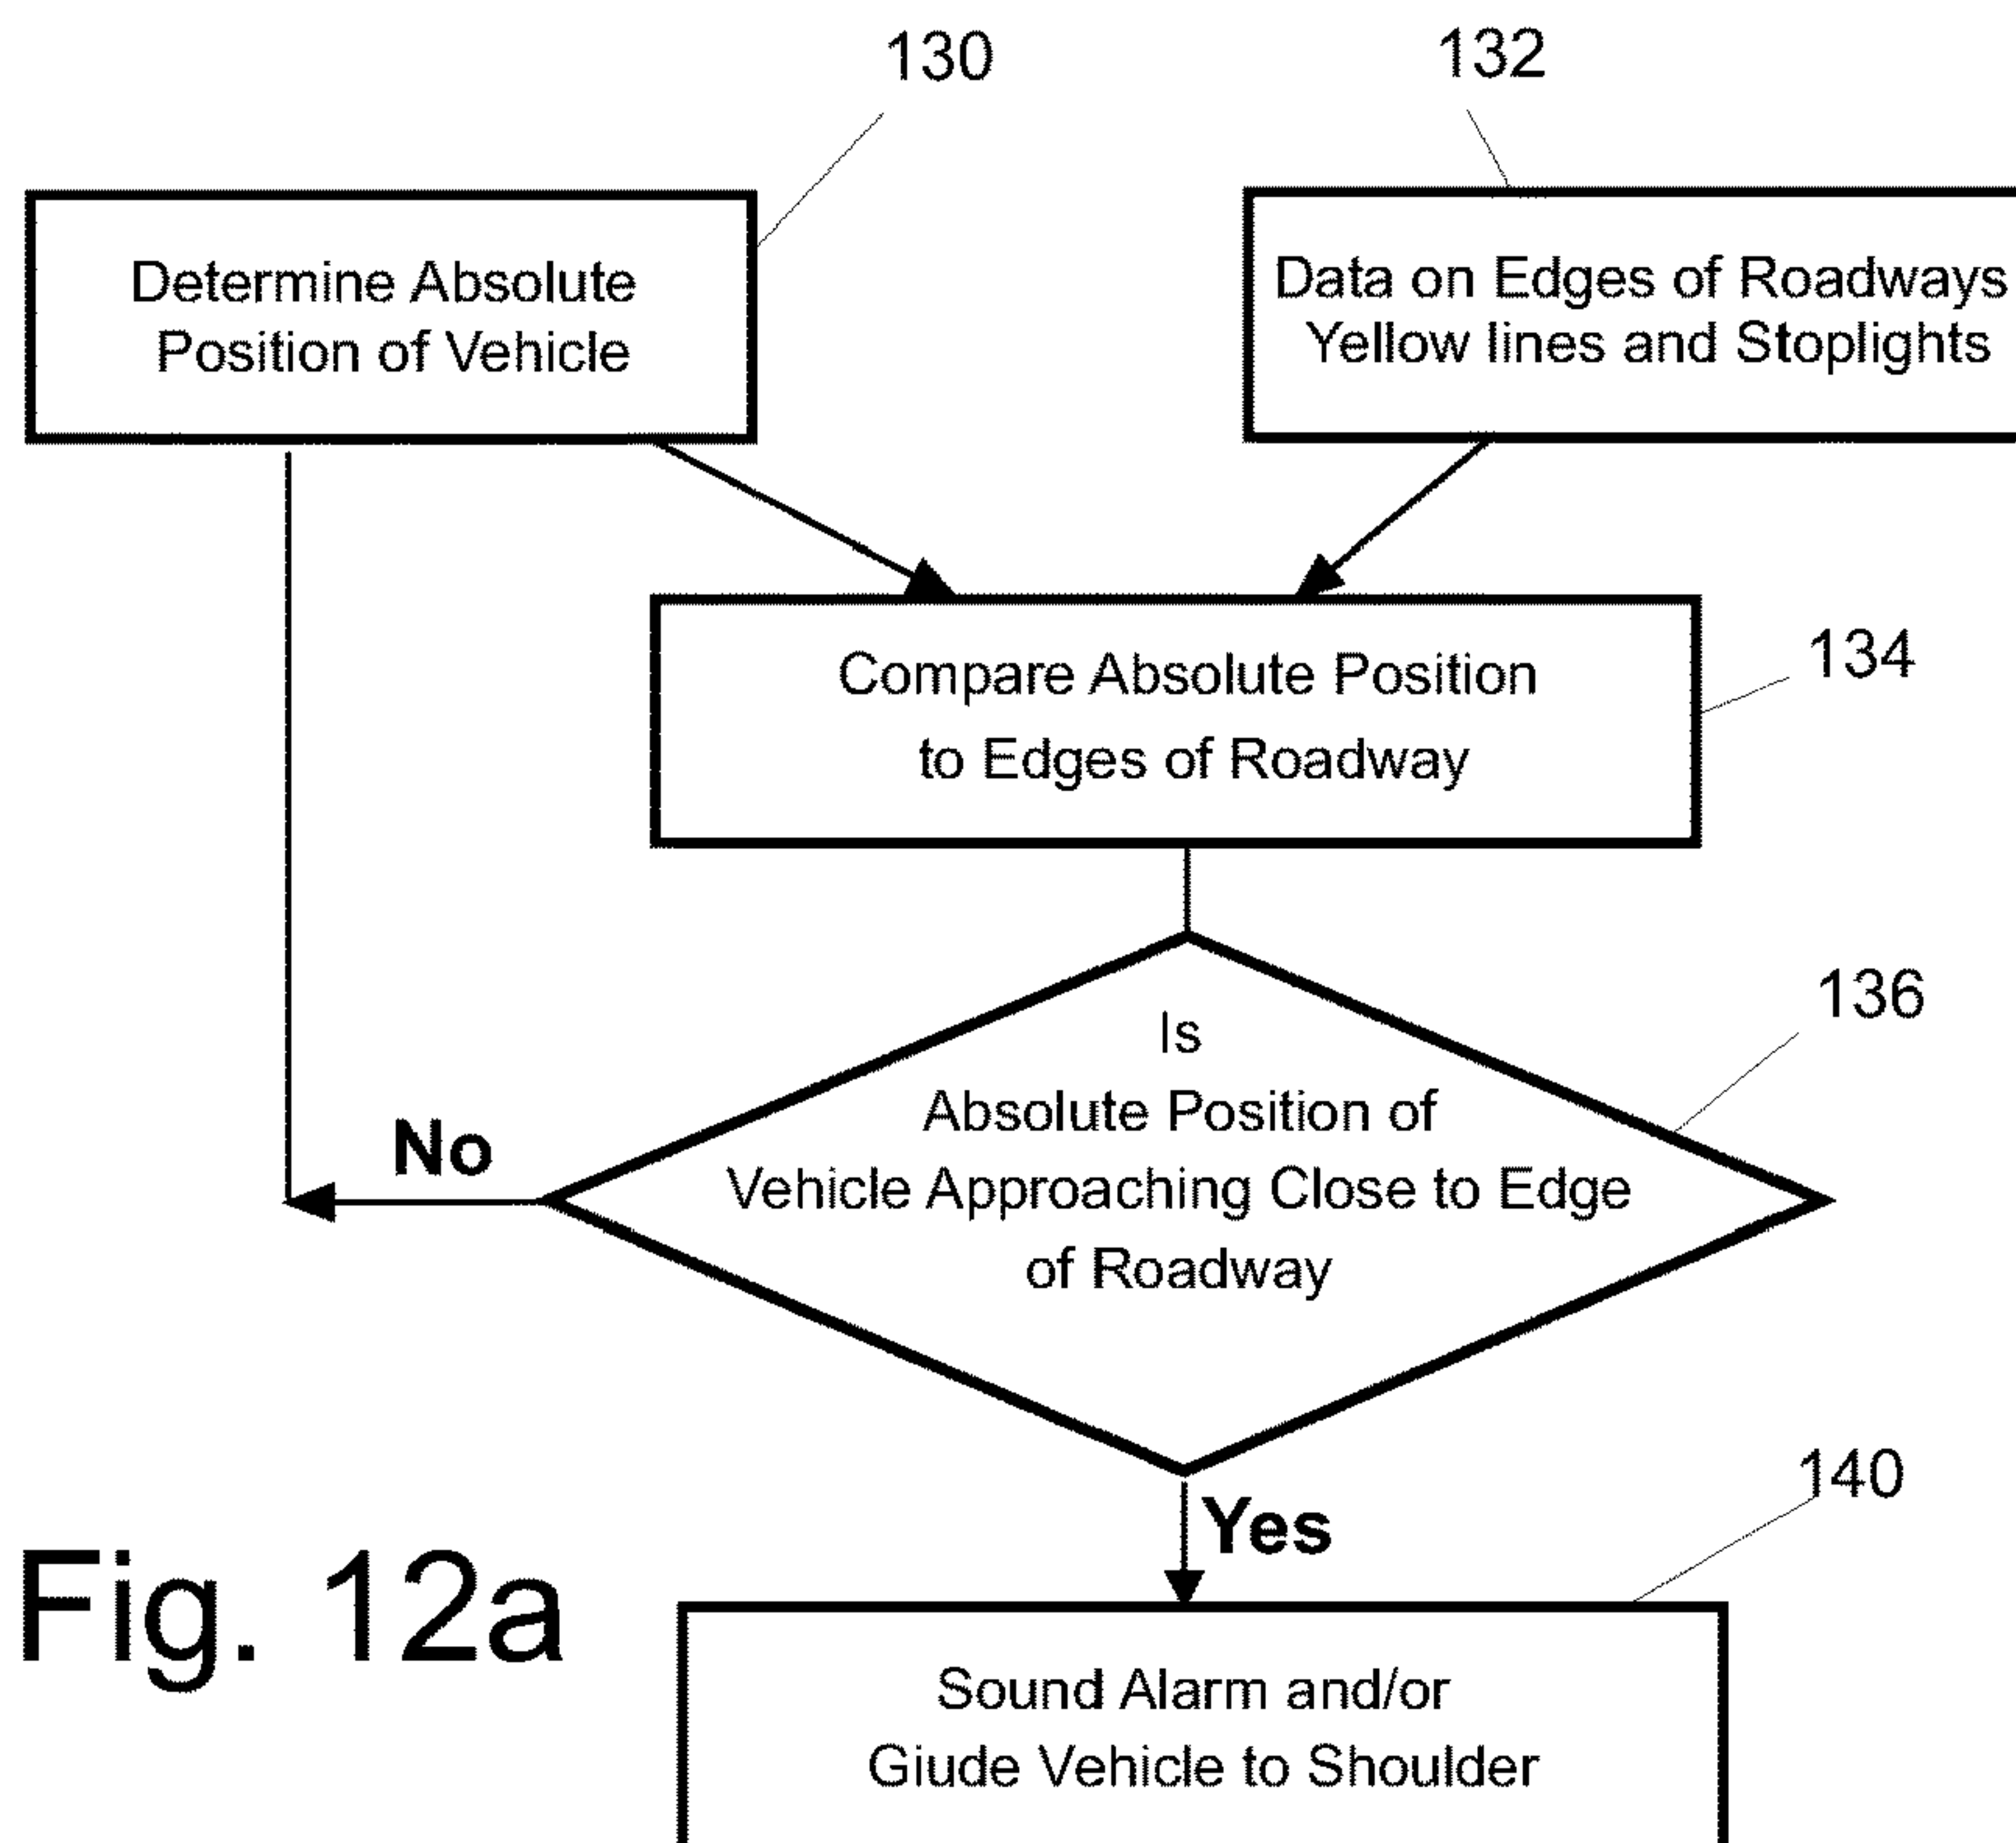 130
132
Determine Absolute
Position of Vehicle
Data on Edges of Roadways
Yellow lines and Stoplights
Compare Absolute Position
to Edges of Roadway
134
Is
Absolute Position of
Vehicle Approaching Close to Edge
of Roadway
136
No
Yes
140
Fig. 12a
Sound Alarm and/or
Giude Vehicle to Shoulder